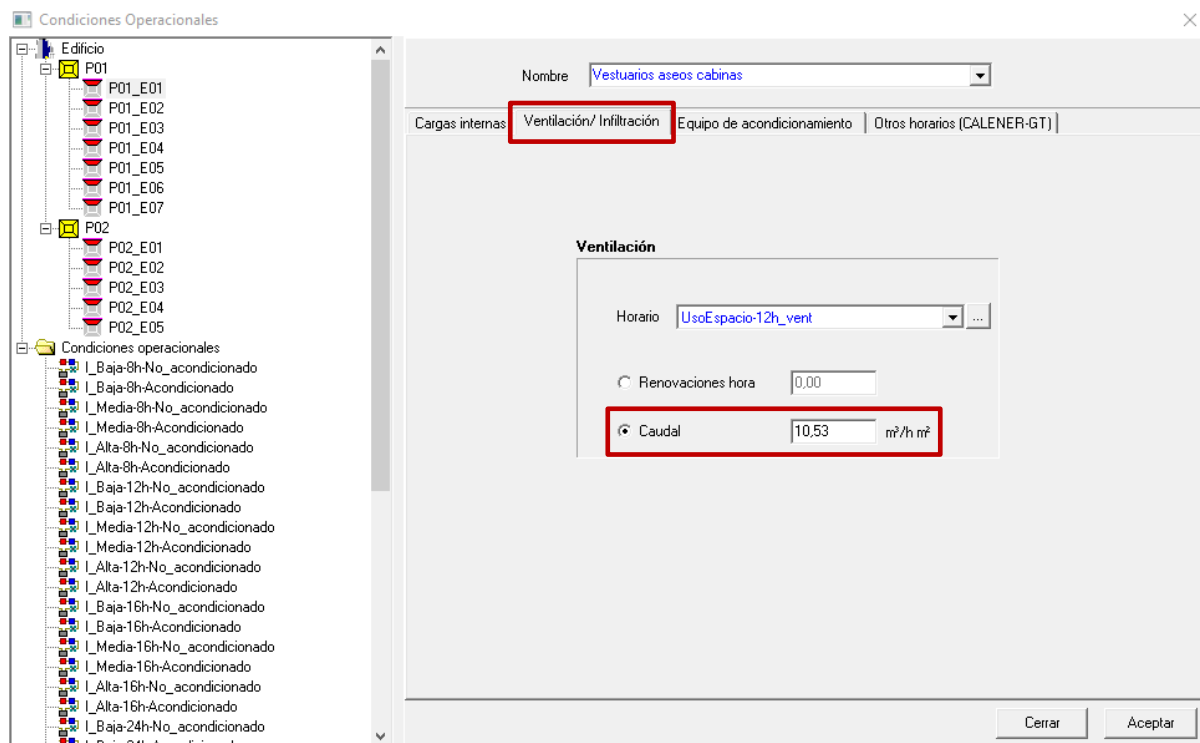 Condiciones Operacionales
Edificio
P01
P01_E01
P01_E02
P01_E03
P01_E04
P01_E05
P01_E06
P01_E07
P02
P02_E01
P02_E02
P02_E03
P02_E04
P02_E05
Condiciones operacionales
I_Baja-8h-No_acondicionado
I_Baja-8h-Acondicionado
I_Media-8h-No_acondicionado
I_Media-8h-Acondicionado
I_Alta-8h-No_acondicionado
I_Alta-8h-Acondicionado
I_Baja-12h-No_acondicionado
I_Baja-12h-Acondicionado
I_Media-12h-No_acondicionado
I_Media-12h-Acondicionado
I_Alta-12h-No_acondicionado
I_Alta-12h-Acondicionado
I_Baja-16h-No_acondicionado
I_Baja-16h-Acondicionado
I_Media-16h-No_acondicionado
I_Media-16h-Acondicionado
I_Alta-16h-No_acondicionado
I_Alta-16h-Acondicionado
I_Baja-24h-No_acondicionado
Nombre Vestuarios aseos cabinas
Cargas internas Ventilación/ Infiltración Equipo de acondicionamiento Otros horarios (CALENER-GT)
Ventilación
Horario UsoEspacio-12h_vent ...
Renovaciones hora 0,00
Caudal 10,53 m³/h m²
Cerrar Aceptar